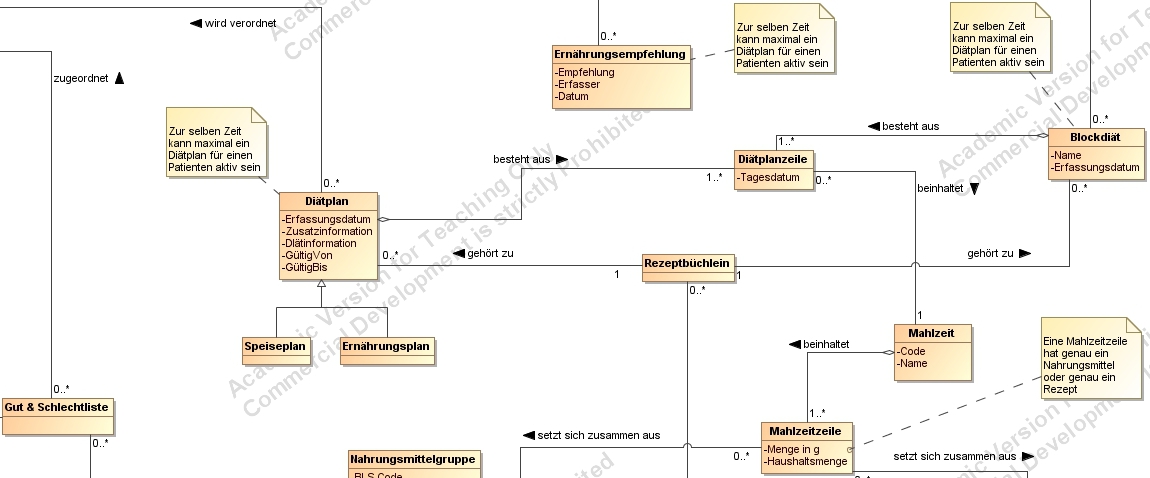 wird verordnet
0..*
Ernährungsempfehlung
-Empfehlung
-Erfasser
-Datum
Zur selben Zeit
kann maximal ein
Diätplan für einen
Patienten aktiv sein
Zur selben Zeit
kann maximal ein
Diätplan für einen
Patienten aktiv sein
zugeordnet
Zur selben Zeit
kann maximal ein
Diätplan für einen
Patienten aktiv sein
0..*
Blockdiät
-Name
-Erfassungsdatum
0..*
besteht aus
1..*
besteht aus
1..*
Diätplanzeile
-Tagesdatum
0..*
beinhaltet
0..*
Diätplan
-Erfassungsdatum
-Zusatzinformation
-Diätinformation
-GültigVon
-GültigBis
0..*
gehört zu
1
Rezeptbüchlein
1
0..*
gehört zu
Speiseplan
Ernährungsplan
1
Mahlzeit
-Code
-Name
beinhaltet
1..*
Eine Mahlzeitzeile
hat genau ein
Nahrungsmittel
oder genau ein
Rezept
0..*
Gut & Schlechtliste
0..*
Mahlzeitzeile
-Menge in g
-Haushaltsmenge
setzt sich zusammen aus
0..*
setzt sich zusammen aus
0..*
Nahrungsmittelgruppe
-BLS Code
Academic Version for Teaching Only
Commercial Development is strictly Prohibited